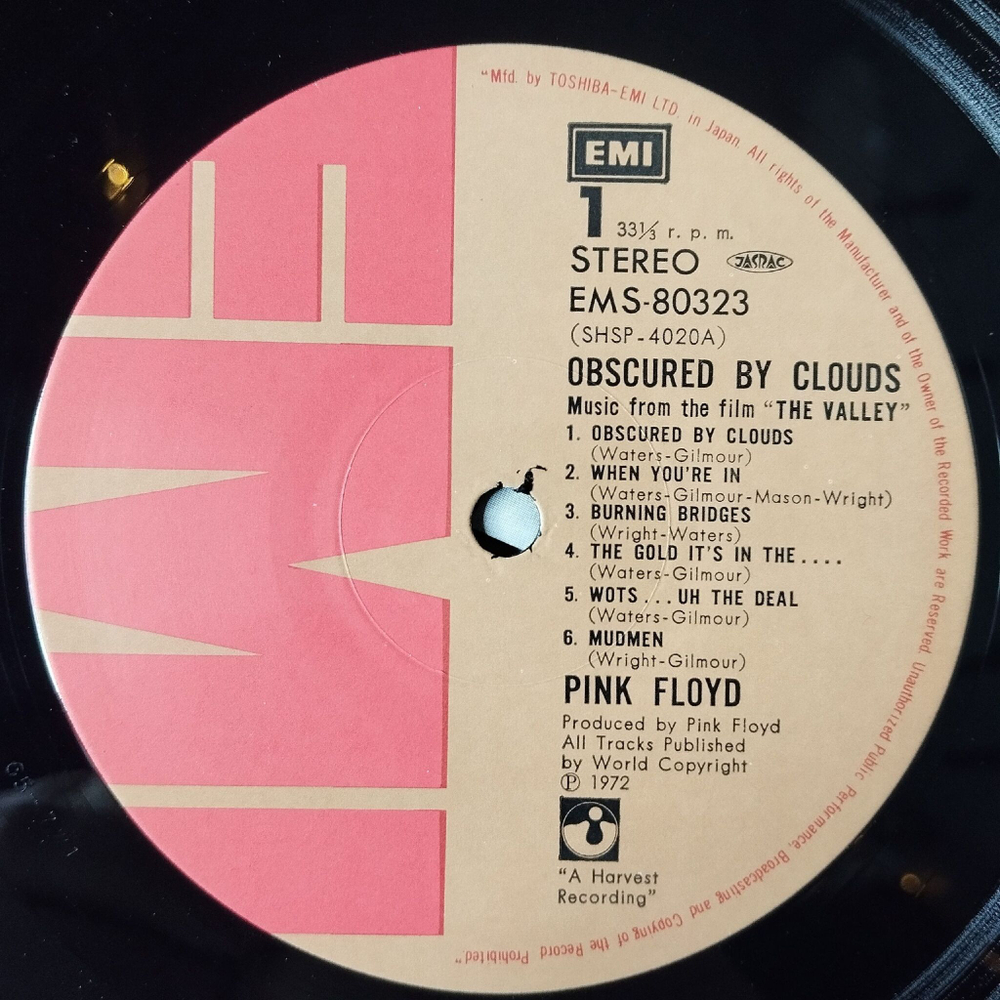 "Mfd. by TOSHIBA-EMI LTD. in Japan. All rights of the Manufacturer and of the Owner of the Recorded Work are Reserved. Unauthorized Public Performance, Broadcasting and Copying of the Record Prohibited."
EMI
EMI
1 33⅓ r. p. m.
STEREO JASRAC
EMS-80323
(SHSP-4020A)
OBSCURED BY CLOUDS
Music from the film "THE VALLEY"
1. OBSCURED BY CLOUDS
(Waters-Gilmour)
2. WHEN YOU'RE IN
(Waters-Gilmour-Mason-Wright)
3. BURNING BRIDGES
(Wright-Waters)
4. THE GOLD IT'S IN THE....
(Waters-Gilmour)
5. WOTS...UH THE DEAL
(Waters-Gilmour)
6. MUDMEN
(Wright-Gilmour)
PINK FLOYD
Produced by Pink Floyd
All Tracks Published
by World Copyright
Ⓟ 1972
"A Harvest
Recording"